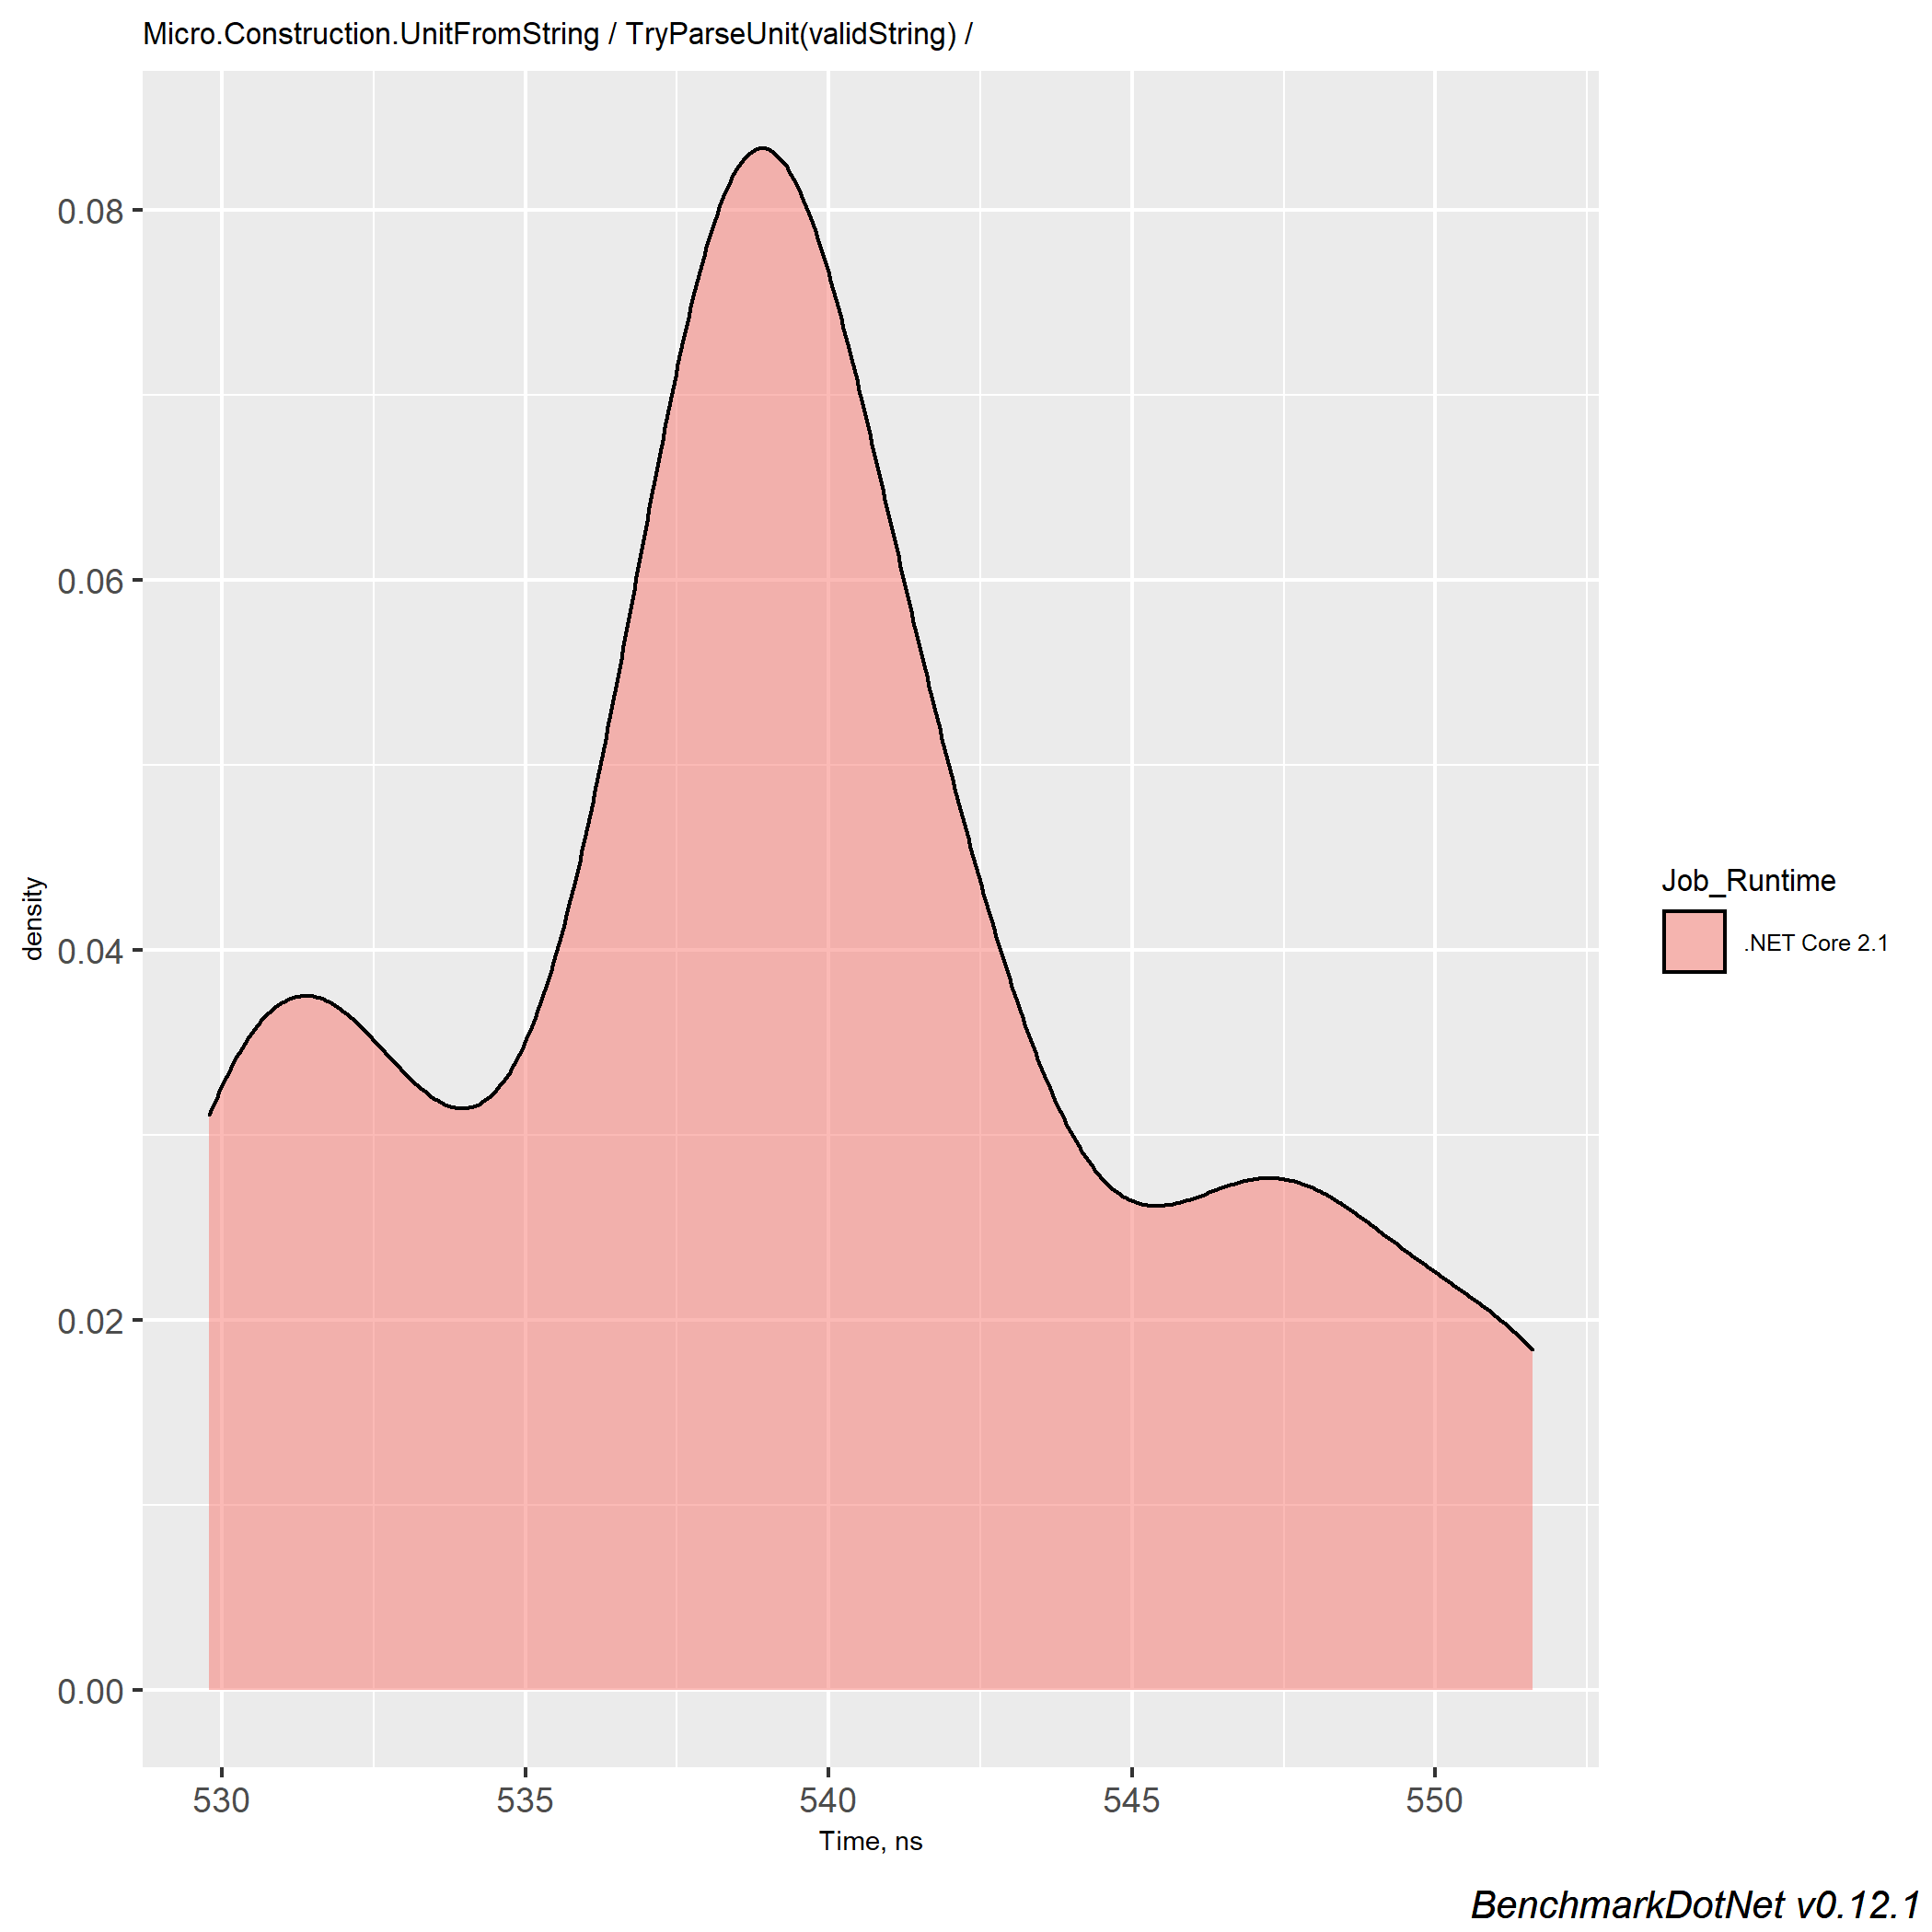 Micro.Construction.UnitFromString / TryParseUnit(validString) /
0.08
0.06
0.04
0.02
0.00
density
530 535 540 545 550
Time, ns
Job_Runtime
.NET Core 2.1
BenchmarkDotNet v0.12.1